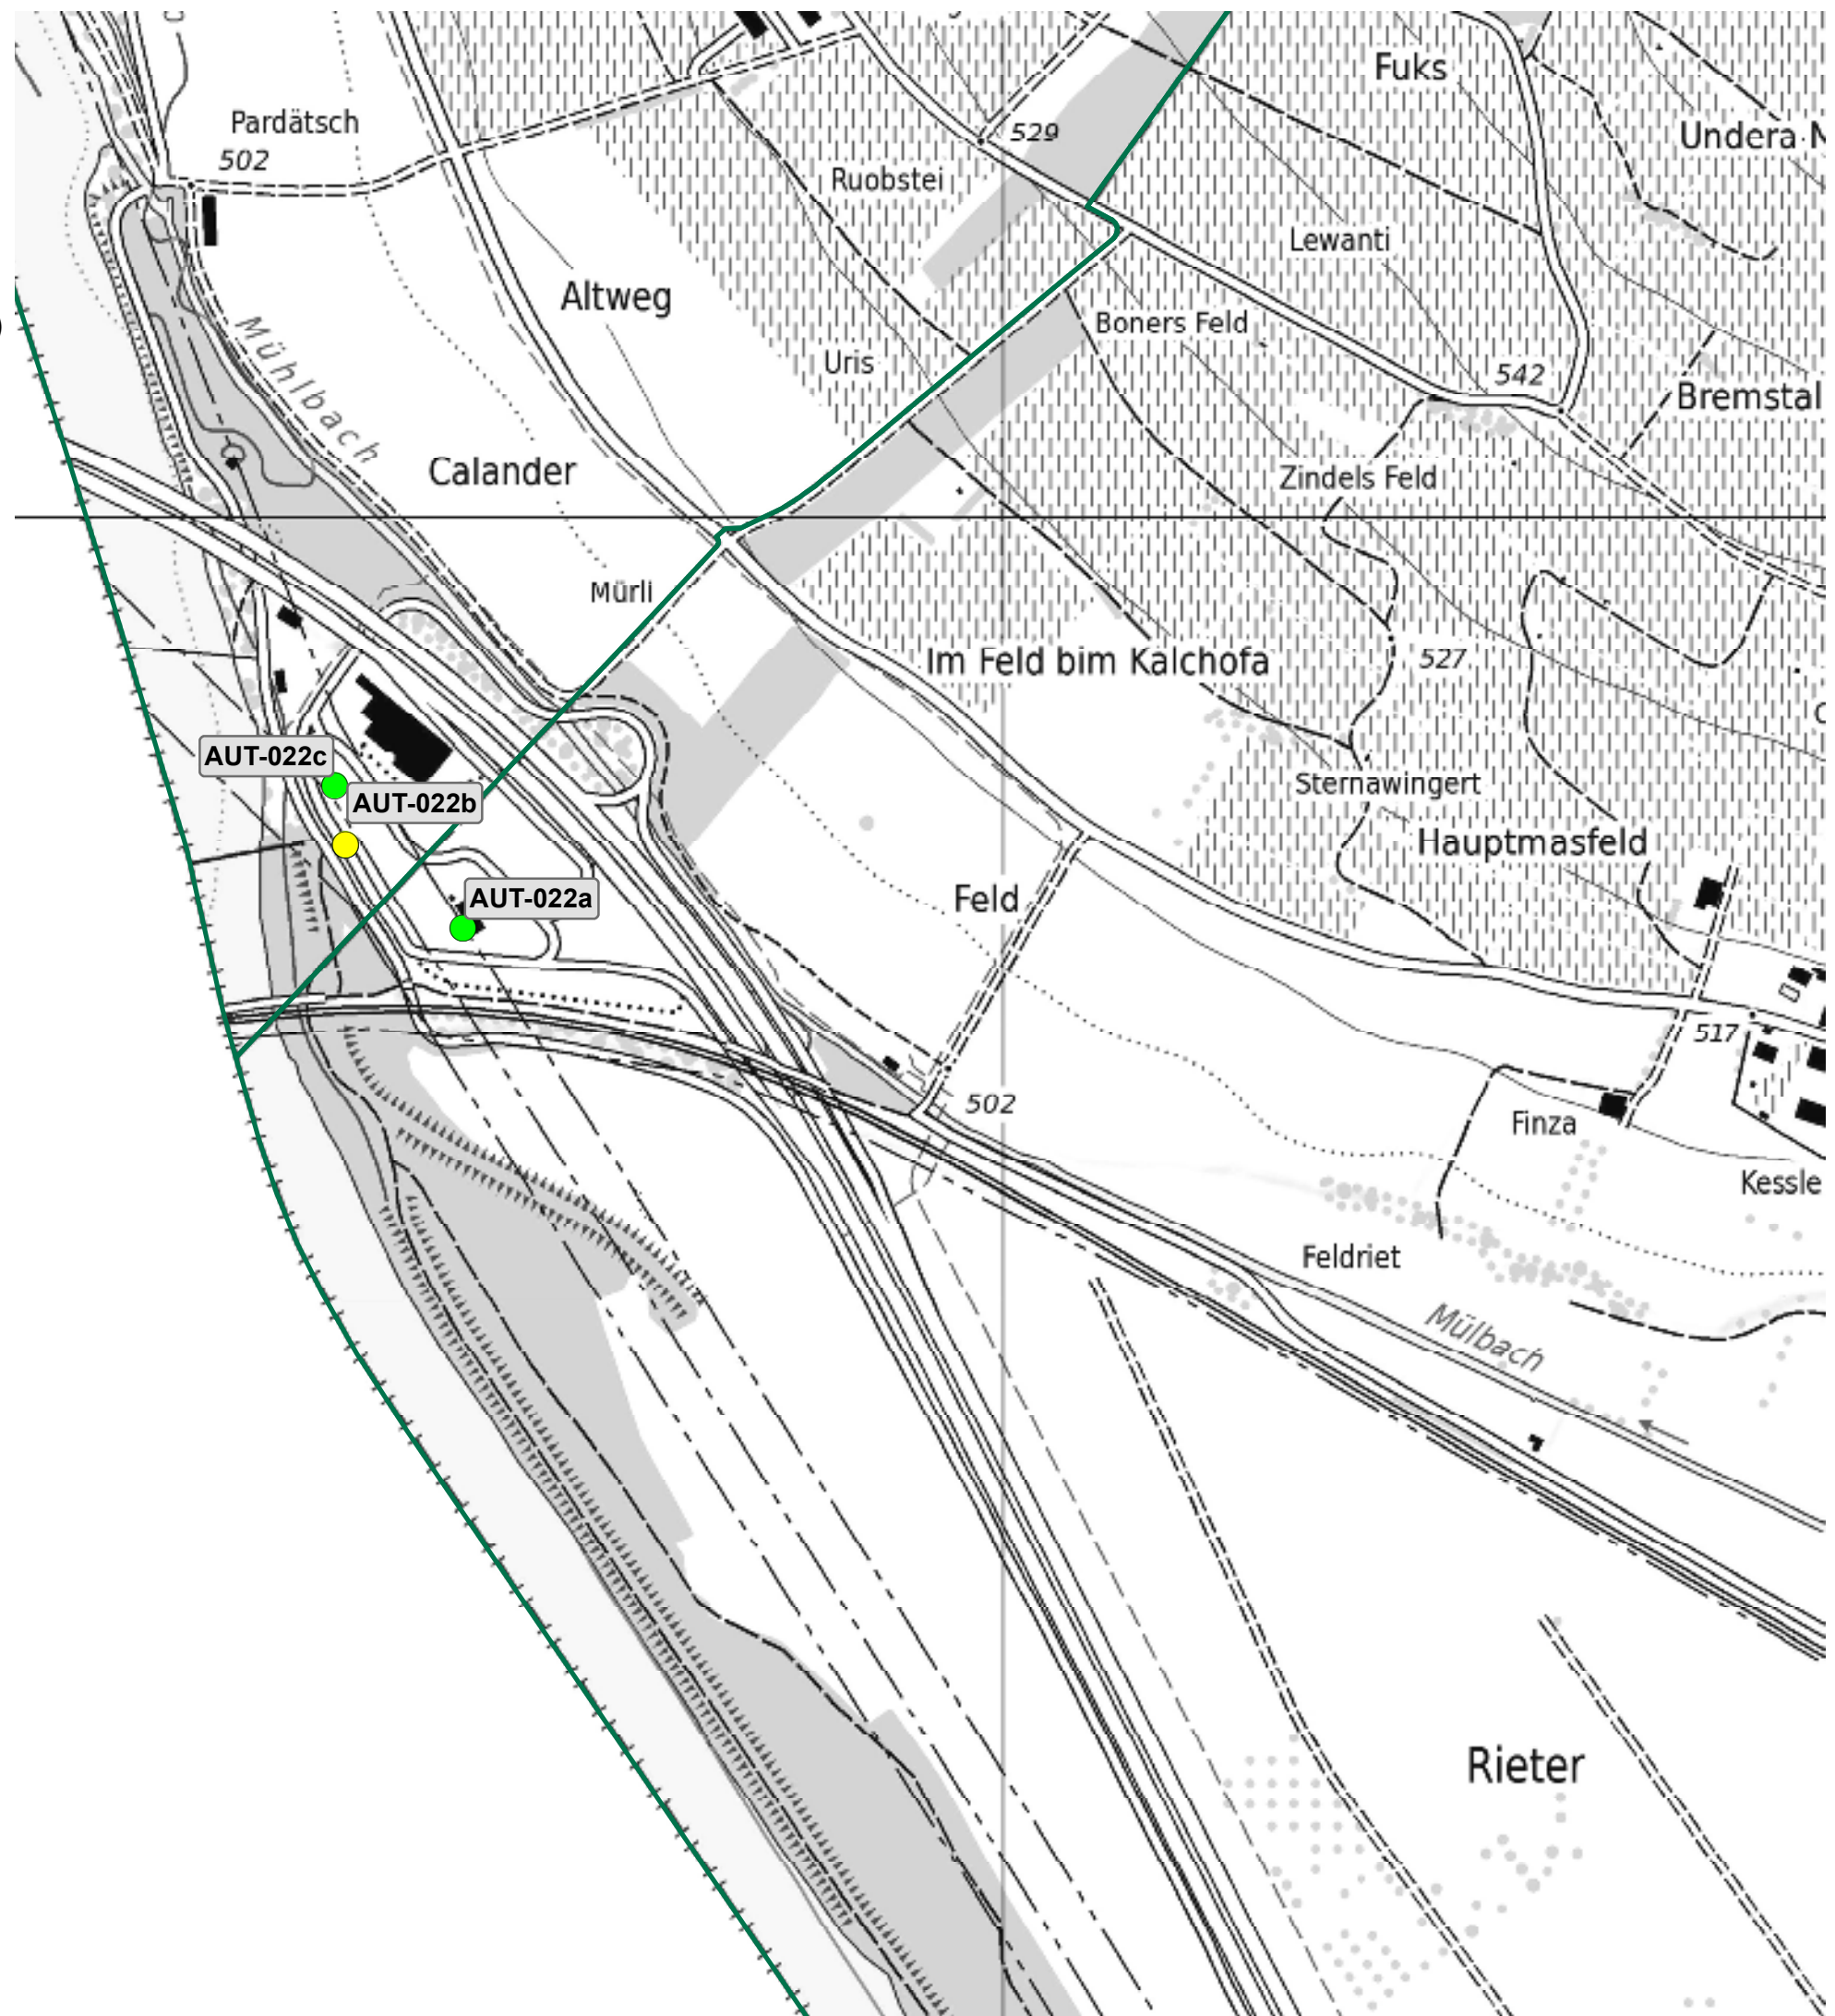 Fuks
Pardätsch
502
529
Undera
Ruobstei
Lewanti
Altweg
Boners Feld
Mühlbach
Uris
542
Bremstal
Calander
Zindels Feld
Mürli
Im Feld bim Kalchofa
527
AUT-022c
AUT-022b
Sternawingert
Hauptmasfeld
AUT-022a
Feld
517
502
Finza
Kessle
Feldriet
Mülbach
Rieter